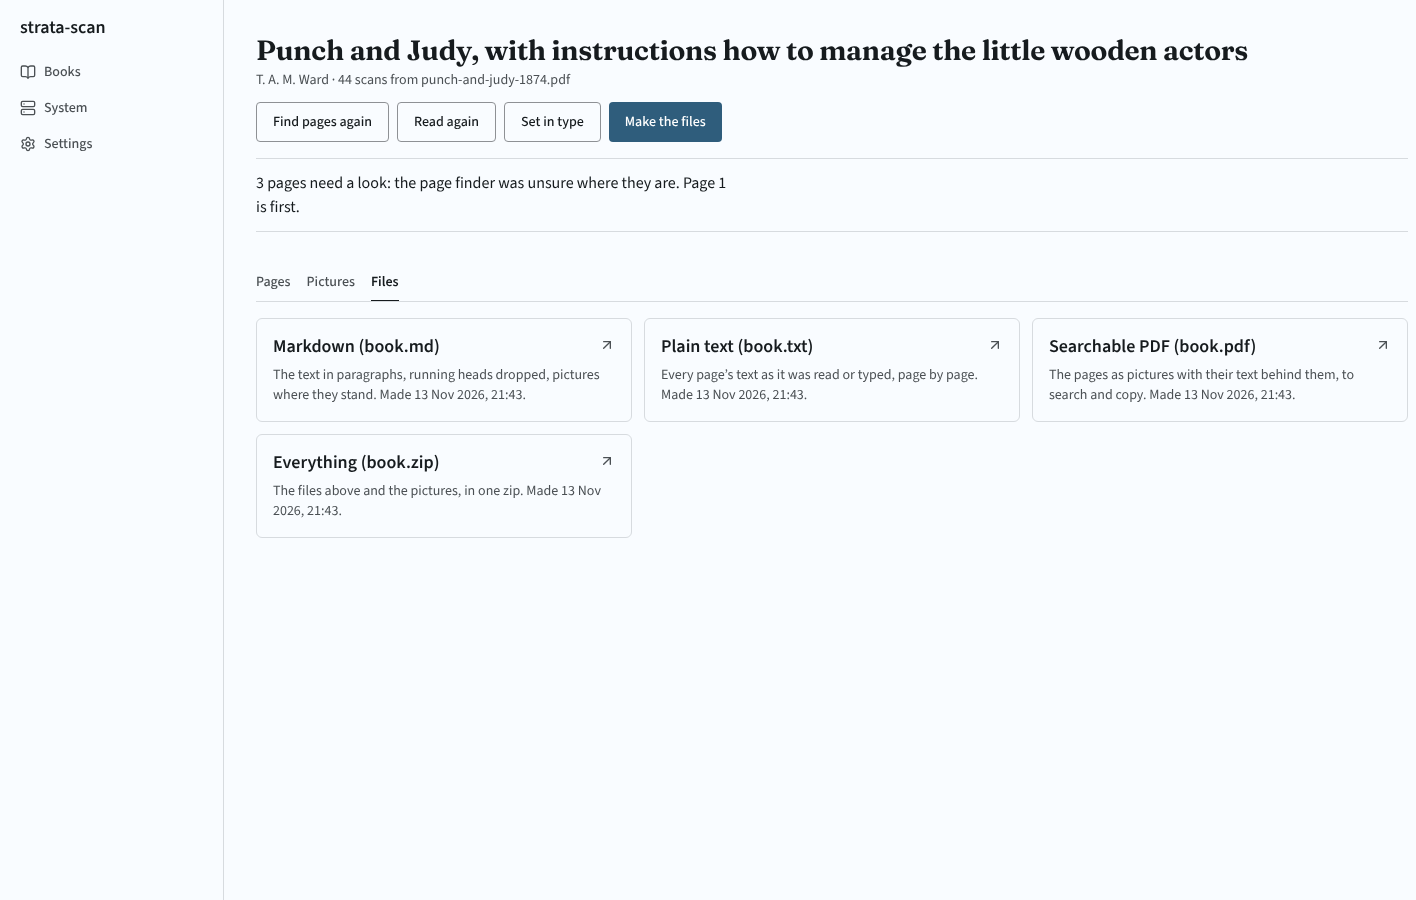 strata-scan
Books
System
Settings
Punch and Judy, with instructions how to manage the little wooden actors
T. A. M. Ward · 44 scans from punch-and-judy-1874.pdf
Find pages again
Read again
Set in type
Make the files
3 pages need a look: the page finder was unsure where they are. Page 1
is first.
Pages
Pictures
Files
Markdown (book.md)
The text in paragraphs, running heads dropped, pictures
where they stand. Made 13 Nov 2026, 21:43.
Plain text (book.txt)
Every page’s text as it was read or typed, page by page.
Made 13 Nov 2026, 21:43.
Searchable PDF (book.pdf)
The pages as pictures with their text behind them, to
search and copy. Made 13 Nov 2026, 21:43.
Everything (book.zip)
The files above and the pictures, in one zip. Made 13 Nov
2026, 21:43.